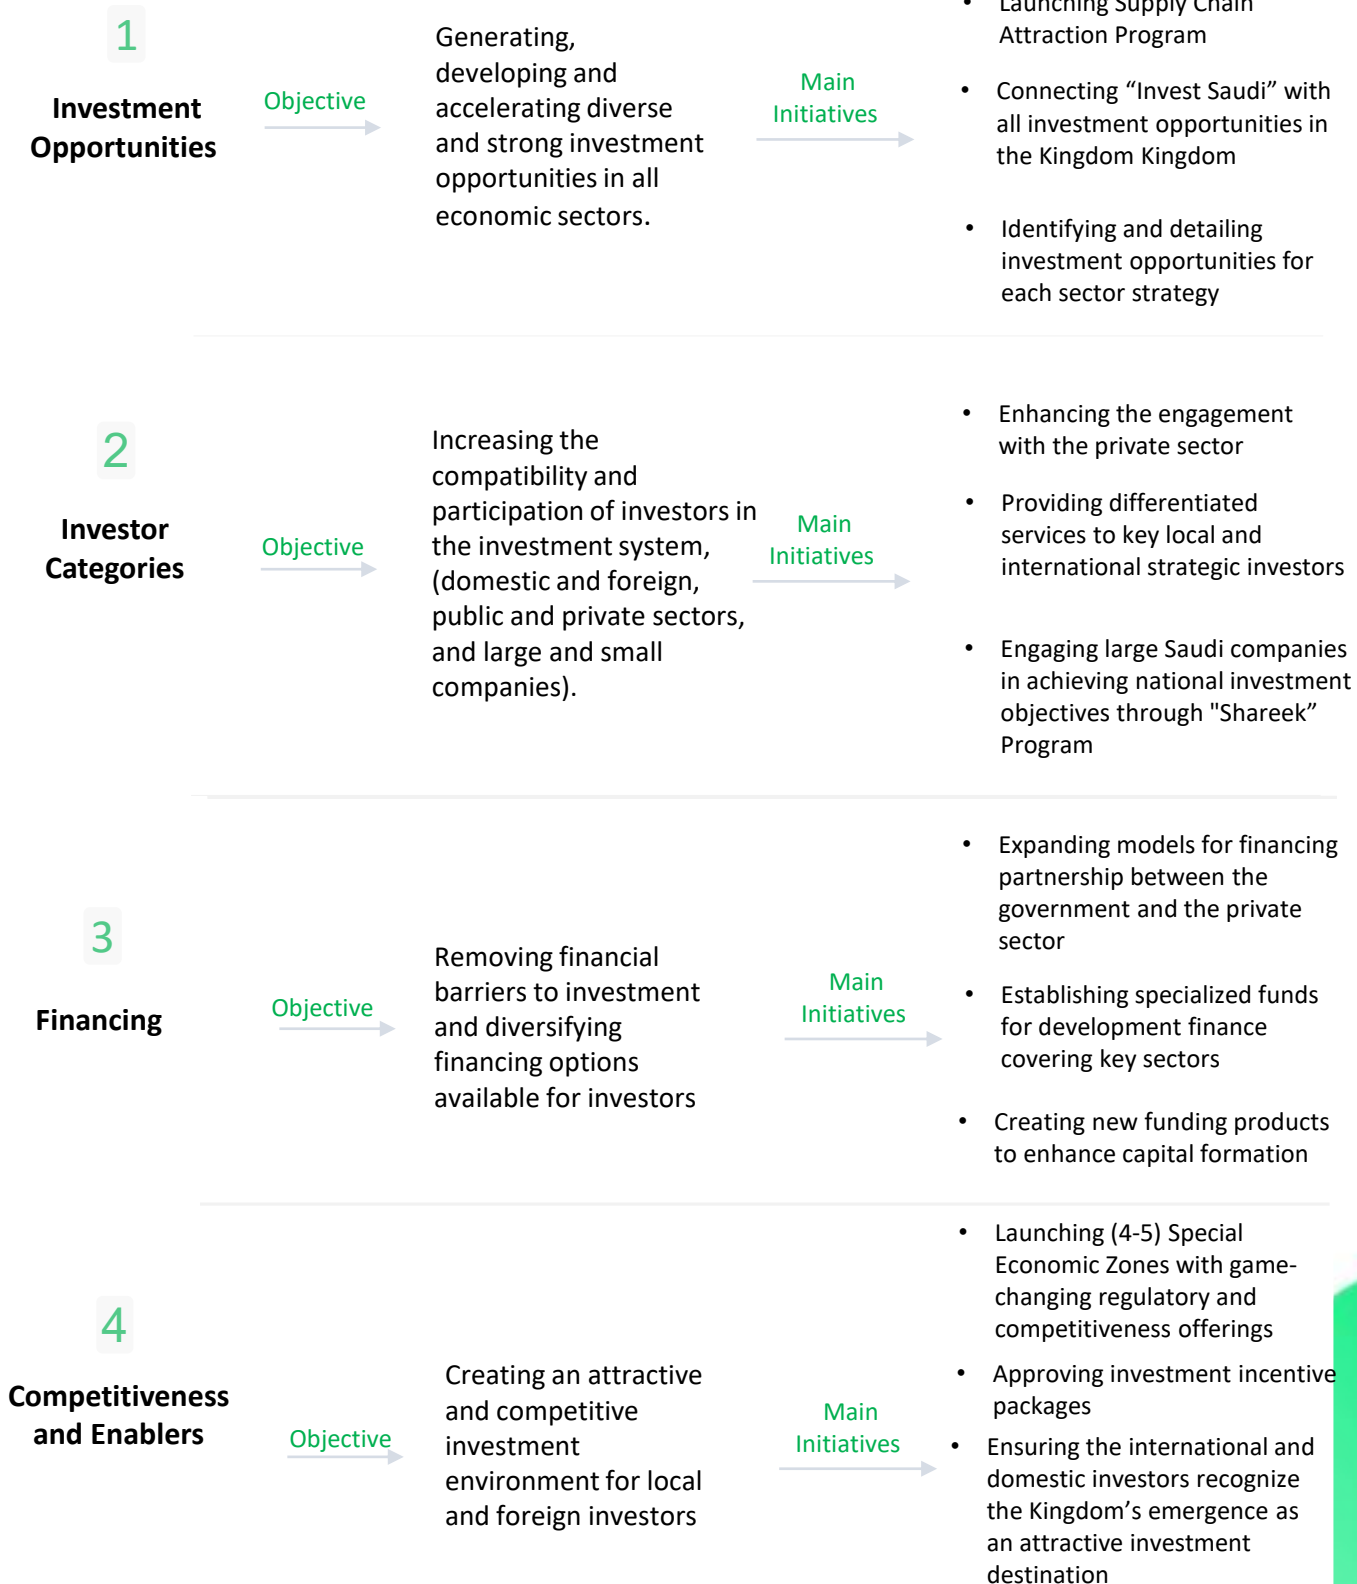 1
Investment
Opportunities
Objective
Generating,
developing and
accelerating diverse
and strong investment
opportunities in all
economic sectors.
Main
Initiatives
• Launching Supply Chain
Attraction Program
• Connecting “Invest Saudi” with
all investment opportunities in
the Kingdom Kingdom
• Identifying and detailing
investment opportunities for
each sector strategy
2
Investor
Categories
Objective
Increasing the
compatibility and
participation of investors in
the investment system,
(domestic and foreign,
public and private sectors,
and large and small
companies).
Main
Initiatives
• Enhancing the engagement
with the private sector
• Providing differentiated
services to key local and
international strategic investors
• Engaging large Saudi companies
in achieving national investment
objectives through "Shareek”
Program
3
Financing
Objective
Removing financial
barriers to investment
and diversifying
financing options
available for investors
Main
Initiatives
• Expanding models for financing
partnership between the
government and the private
sector
• Establishing specialized funds
for development finance
covering key sectors
• Creating new funding products
to enhance capital formation
4
Competitiveness
and Enablers
Objective
Creating an attractive
and competitive
investment
environment for local
and foreign investors
Main
Initiatives
• Launching (4-5) Special
Economic Zones with game-
changing regulatory and
competitiveness offerings
• Approving investment incentive
packages
• Ensuring the international and
domestic investors recognize
the Kingdom’s emergence as
an attractive investment
destination